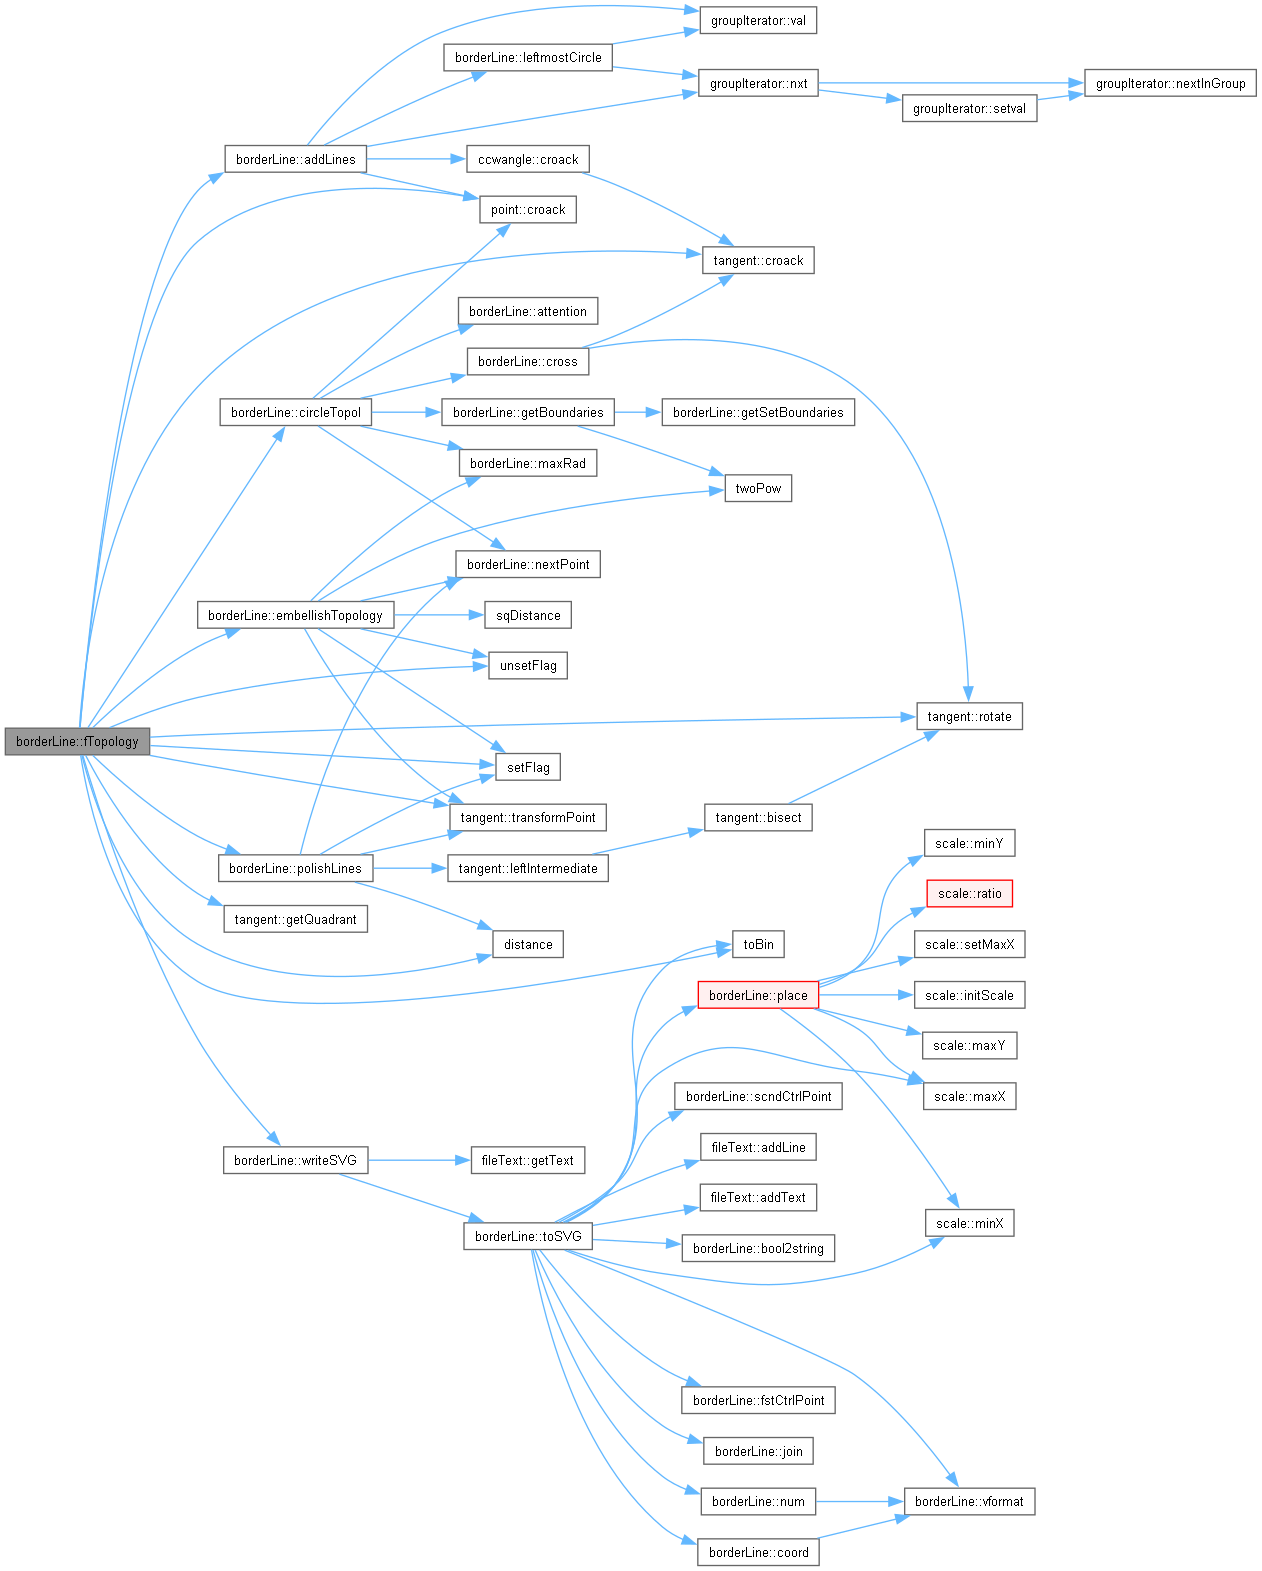 groupIterator::val
borderLine::leftmostCircle
groupIterator::nxt
groupIterator::nextInGroup
groupIterator::setval
borderLine::addLines
ccwangle::croack
point::croack
tangent::croack
borderLine::attention
borderLine::cross
borderLine::circleTopol
borderLine::getBoundaries
borderLine::getSetBoundaries
borderLine::maxRad
twoPow
borderLine::nextPoint
borderLine::embellishTopology
sqDistance
unsetFlag
tangent::rotate
borderLine::fTopology
setFlag
tangent::transformPoint
tangent::bisect
scale::minY
borderLine::polishLines
tangent::leftIntermediate
scale::ratio
tangent::getQuadrant
distance
toBin
scale::setMaxX
borderLine::place
scale::initScale
scale::maxY
borderLine::scndCtrlPoint
scale::maxX
fileText::addLine
borderLine::writeSVG
fileText::getText
fileText::addText
scale::minX
borderLine::toSVG
borderLine::bool2string
borderLine::fstCtrlPoint
borderLine::join
borderLine::num
borderLine::vformat
borderLine::coord